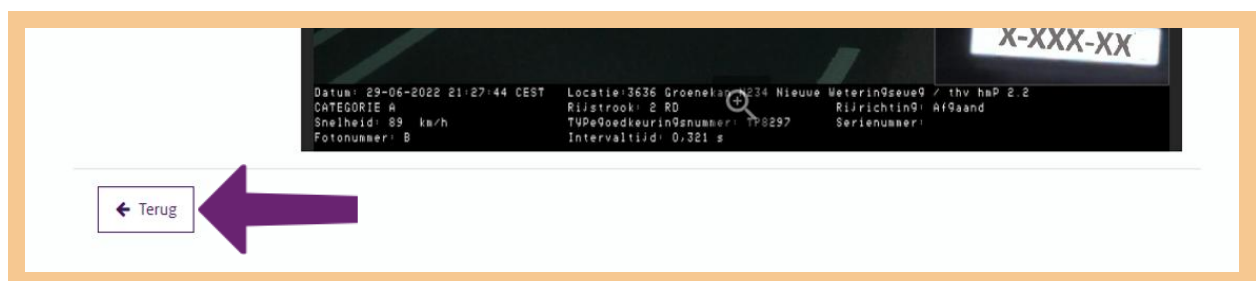 X-XXX-XX
Datum: 29-06-2022 21:27:44 CEST Locatie:3636 Groenekan N234 Nieuwe Weteringseweg / thv hmP 2.2
CATEGORIE A Rijstrook: 2 RD Rijrichting: Afgaand
Snelheid: 89 km/h TYPegoedkeuringsnummer: TP8297 Serienummer:
Fotonummer: B Intervaltijd: 0,321 s
Terug